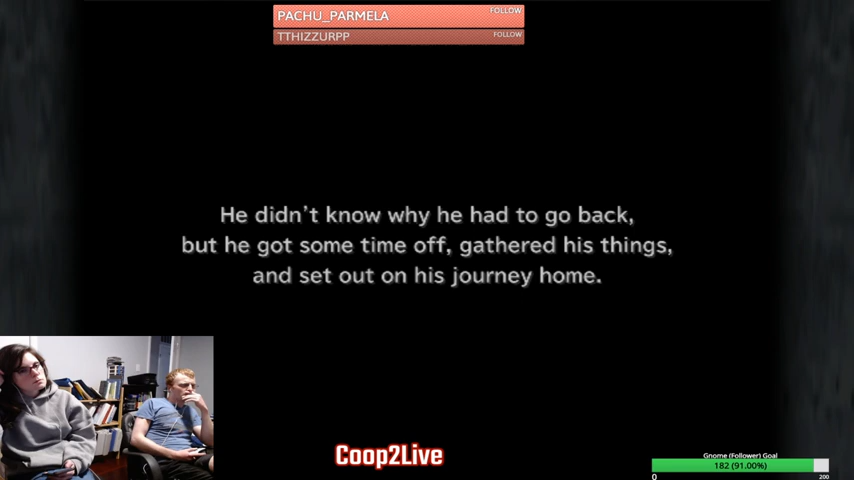 PACHU_PARMELA FOLLOW
TTHIZZURPP FOLLOW
He didn't know why he had to go back,
but he got some time off, gathered his things,
and set out on his journey home.
Coop2Live
Gnome (Follower) Goal
182 (91.00%)
0 200